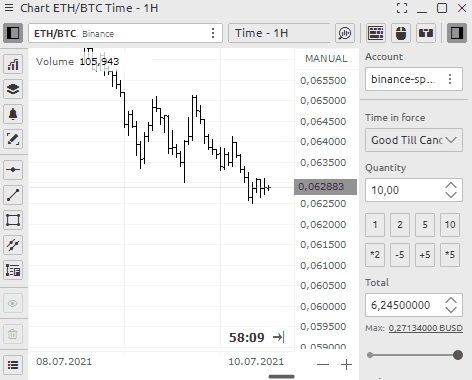 Chart ETH/BTC Time - 1H
ETH/BTC Binance
Time - 1H
Volume 105,943
MANUAL
0,065500
0,065000
0,064500
0,064000
0,063500
0,063000
0,062883
0,062500
0,062000
0,061500
0,061000
0,060500
0,060000
0,059500
0,059000
58:09
08.07.2021
10.07.2021
Account
binance-sp...
Time in force
Good Till Canc
Quantity
10,00
1 2 5 10
*2 -5 +5 *5
Total
6,24500000
Max: 0,27134000 BUSD